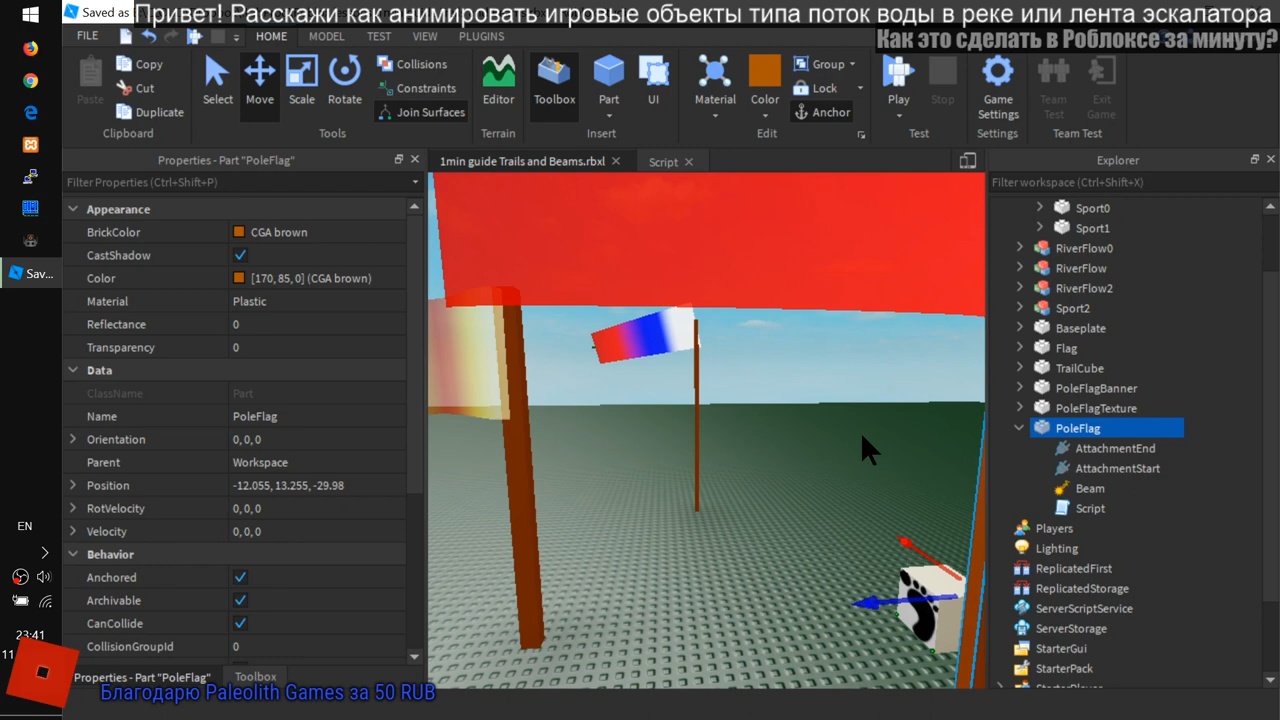 Saved as
Привет! Расскажи как анимировать игровые объекты типа поток воды в реке или лента эскалатора
Как это сделать в Роблоксе за минуту?
FILE HOME MODEL TEST VIEW PLUGINS
Paste
Copy
Cut
Duplicate
Clipboard
Select
Move
Scale
Rotate
Collisions
Constraints
Join Surfaces
Tools
Editor
Terrain
Toolbox
Part
UI
Insert
Material
Color
Group
Lock
Anchor
Edit
Play
Stop
Test
Game Settings
Settings
Team Test
Exit Game
Team Test
Properties - Part "PoleFlag"
Filter Properties (Ctrl+Shift+P)
Appearance
BrickColor CGA brown
CastShadow
Color [170,85,0] (CGA brown)
Material Plastic
Reflectance 0
Transparency 0
Data
ClassName Part
Name PoleFlag
Orientation 0, 0, 0
Parent Workspace
Position -12.055, 13.255, -29.98
RotVelocity 0, 0, 0
Velocity 0, 0, 0
Behavior
Anchored
Archivable
CanCollide
CollisionGroupId 0
Properties - Part "PoleFlag"
Toolbox
1min guide Trails and Beams.rbxl
Script
Explorer
Filter workspace (Ctrl+Shift+X)
Sport0
Sport1
RiverFlow0
RiverFlow
RiverFlow2
Sport2
Baseplate
Flag
TrailCube
PoleFlagBanner
PoleFlagTexture
PoleFlag
AttachmentEnd
AttachmentStart
Beam
Script
Players
Lighting
ReplicatedFirst
ReplicatedStorage
ServerScriptService
ServerStorage
StarterGui
StarterPack
Sav...
EN
23:41
11
Благодарю Paleolith Games за 50 RUB